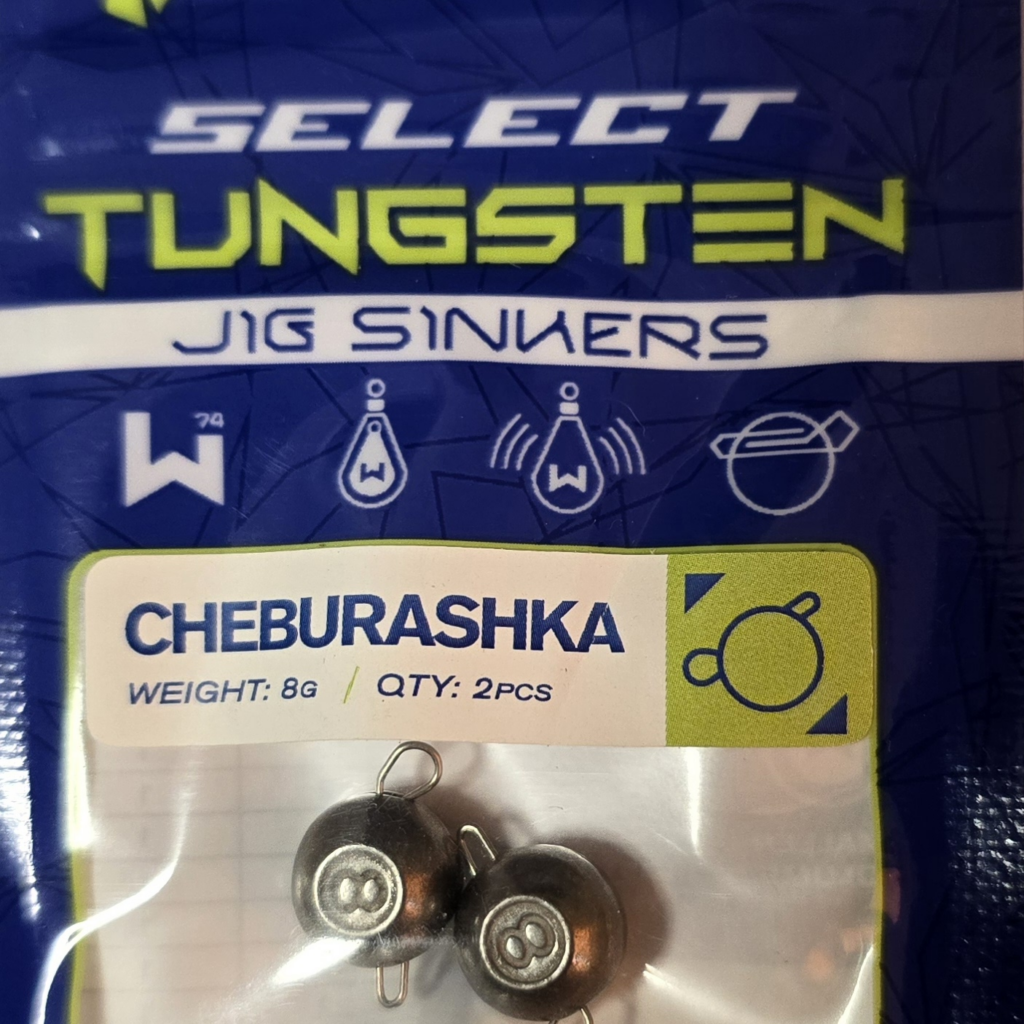 SELECT
TUNGSTEN
JIG SINKERS
W 74
W
W
CHEBURASHKA
WEIGHT: 8G / QTY: 2PCS
8
8